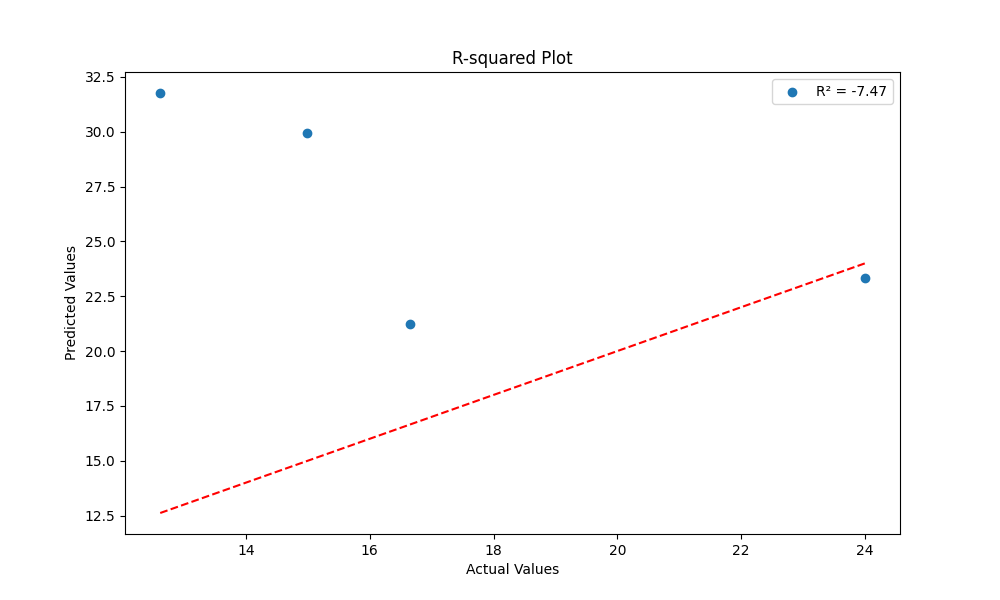 R-squared Plot
R² = -7.47
32.5
30.0
27.5
25.0
22.5
20.0
17.5
15.0
12.5
Predicted Values
14 16 18 20 22 24
Actual Values